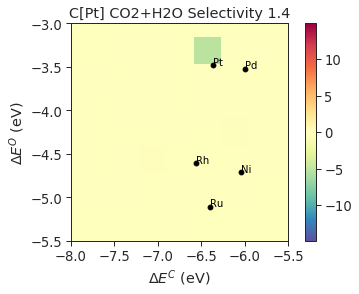 C[Pt] CO2+H2O Selectivity 1.4
−3.0
−3.5
−4.0
−4.5
−5.0
−5.5
ΔE^O (eV)
Pt
Pd
Rh
Ni
Ru
−8.0 −7.5 −7.0 −6.5 −6.0 −5.5
ΔE^C (eV)
10
5
0
−5
−10